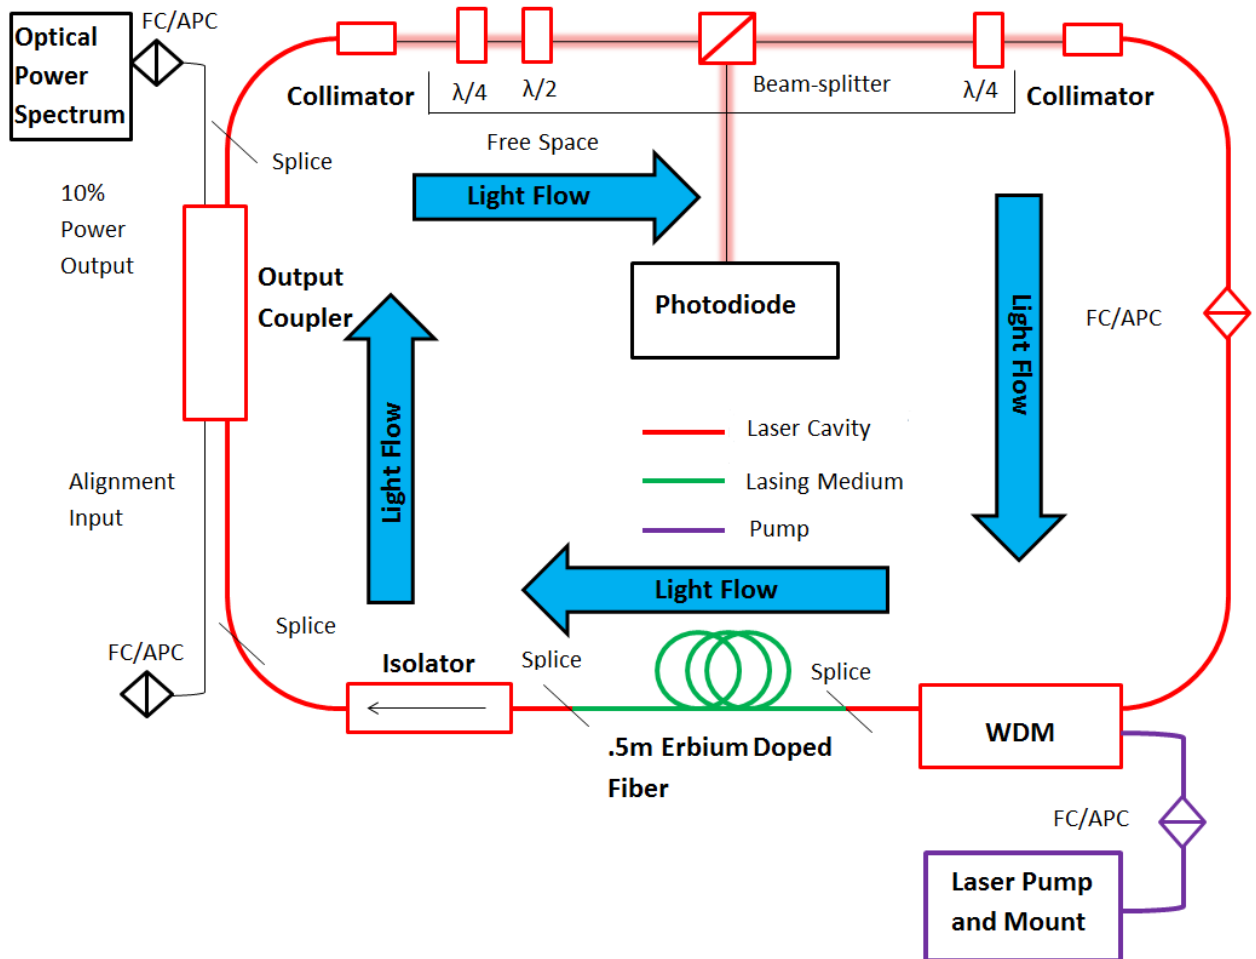 FC/APC
Optical
Power
Spectrum
Collimator
λ/4
λ/2
Beam-splitter
λ/4
Collimator
Free Space
Splice
10%
Power
Output
Light Flow
Output
Coupler
Photodiode
Light Flow
FC/APC
Laser Cavity
Lasing Medium
Pump
Light Flow
Alignment
Input
Light Flow
Splice
FC/APC
Isolator
Splice
Splice
.5m Erbium Doped
Fiber
WDM
FC/APC
Laser Pump
and Mount